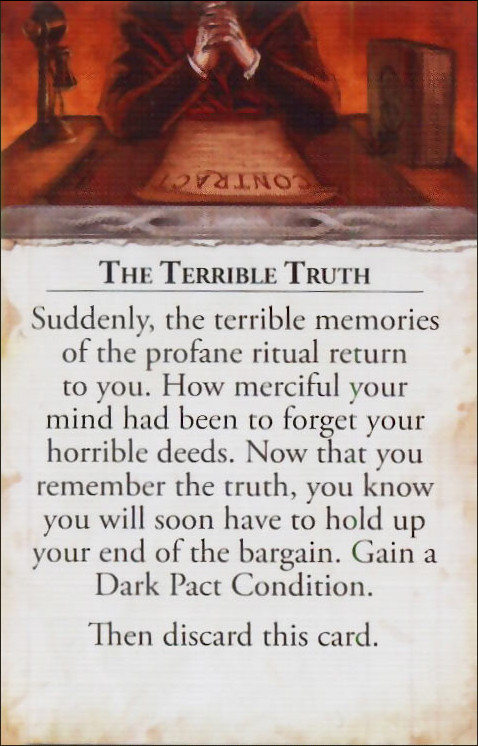 CONTRACT
THE TERRIBLE TRUTH
Suddenly, the terrible memories
of the profane ritual return
to you. How merciful your
mind had been to forget your
horrible deeds. Now that you
remember the truth, you know
you will soon have to hold up
your end of the bargain. Gain a
Dark Pact Condition.
Then discard this card.